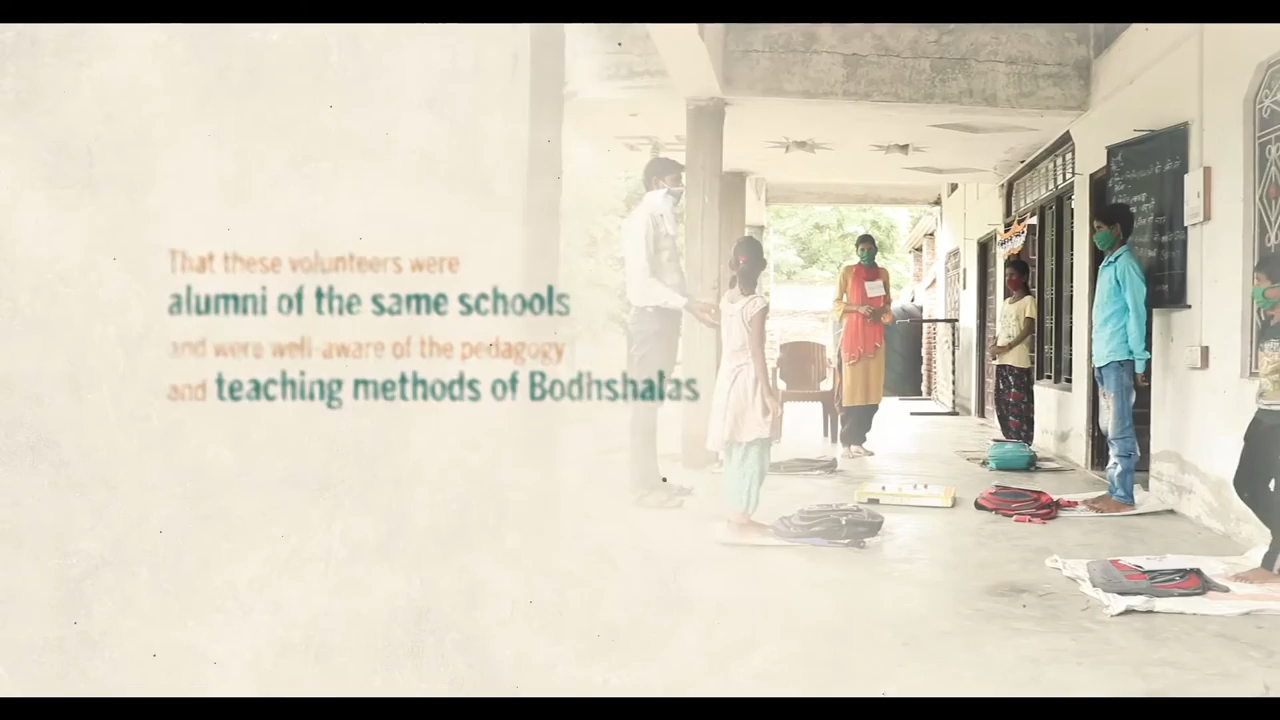 That these volunteers were
alumni of the same schools
and were well-aware of the pedagogy
and teaching methods of Bodhshalas